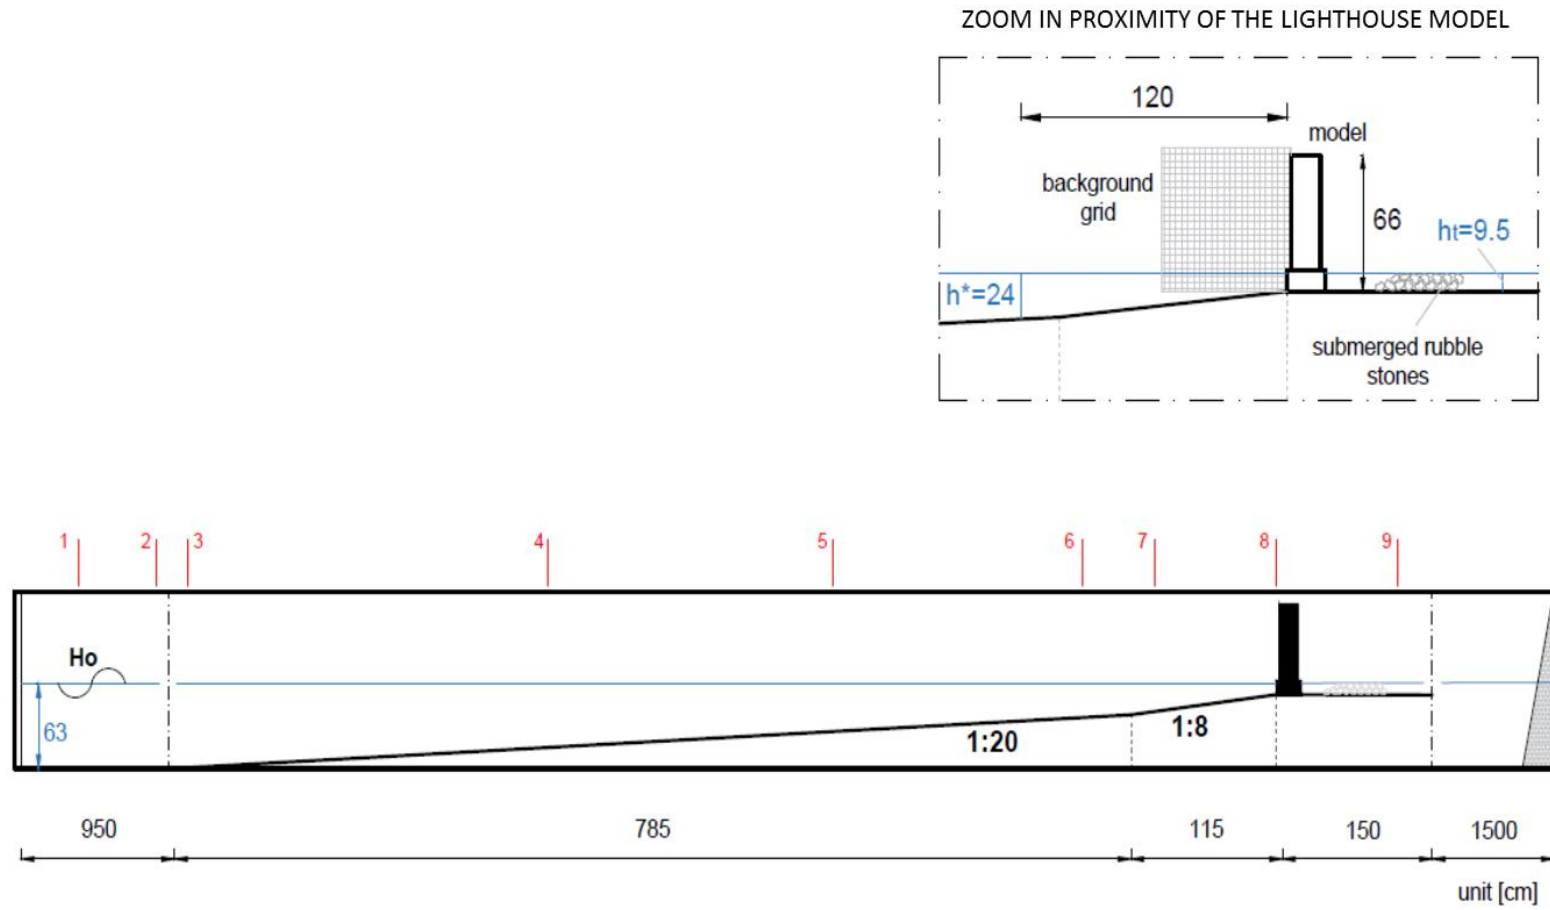 ZOOM IN PROXIMITY OF THE LIGHTHOUSE MODEL
120
model
background
grid
66
ht=9.5
h*=24
submerged rubble
stones
1 2 3 4 5 6 7 8 9
Ho
63
1:20
1:8
950 785 115 150 1500
unit [cm]